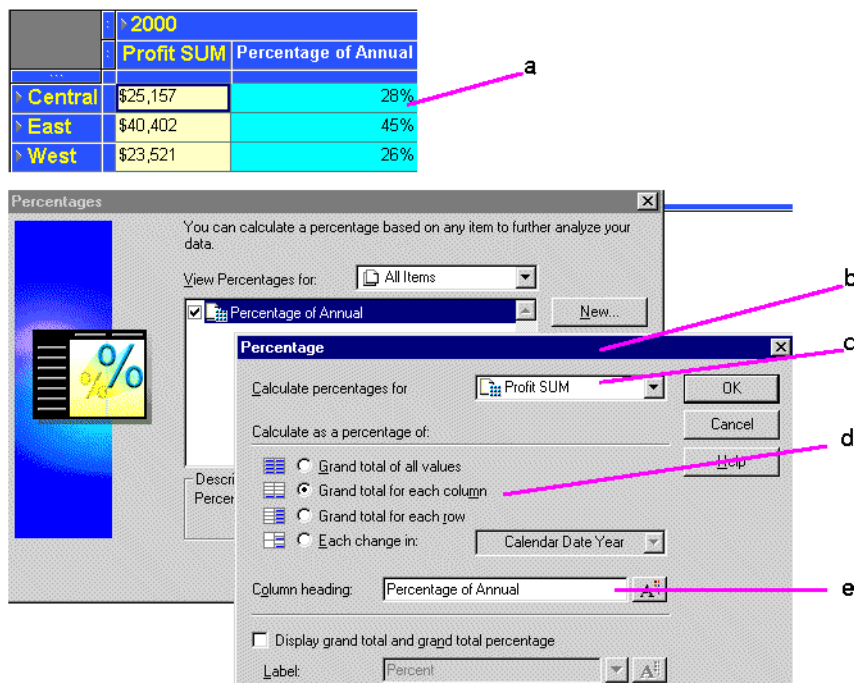 2000
Profit SUM Percentage of Annual
a
Central $25,157 28%
East $40,402 45%
West $23,521 26%
Percentages
You can calculate a percentage based on any item to further analyze your
data.
View Percentages for: All Items
Percentage of Annual New...
b
Percentage
c
Calculate percentages for Profit SUM OK
Calculate as a percentage of: Cancel
d
Grand total of all values Help
Descri
Grand total for each column
Percer
Grand total for each row
Each change in: Calendar Date Year
Column heading: Percentage of Annual A
e
Display grand total and grand total percentage
Label: Percent A